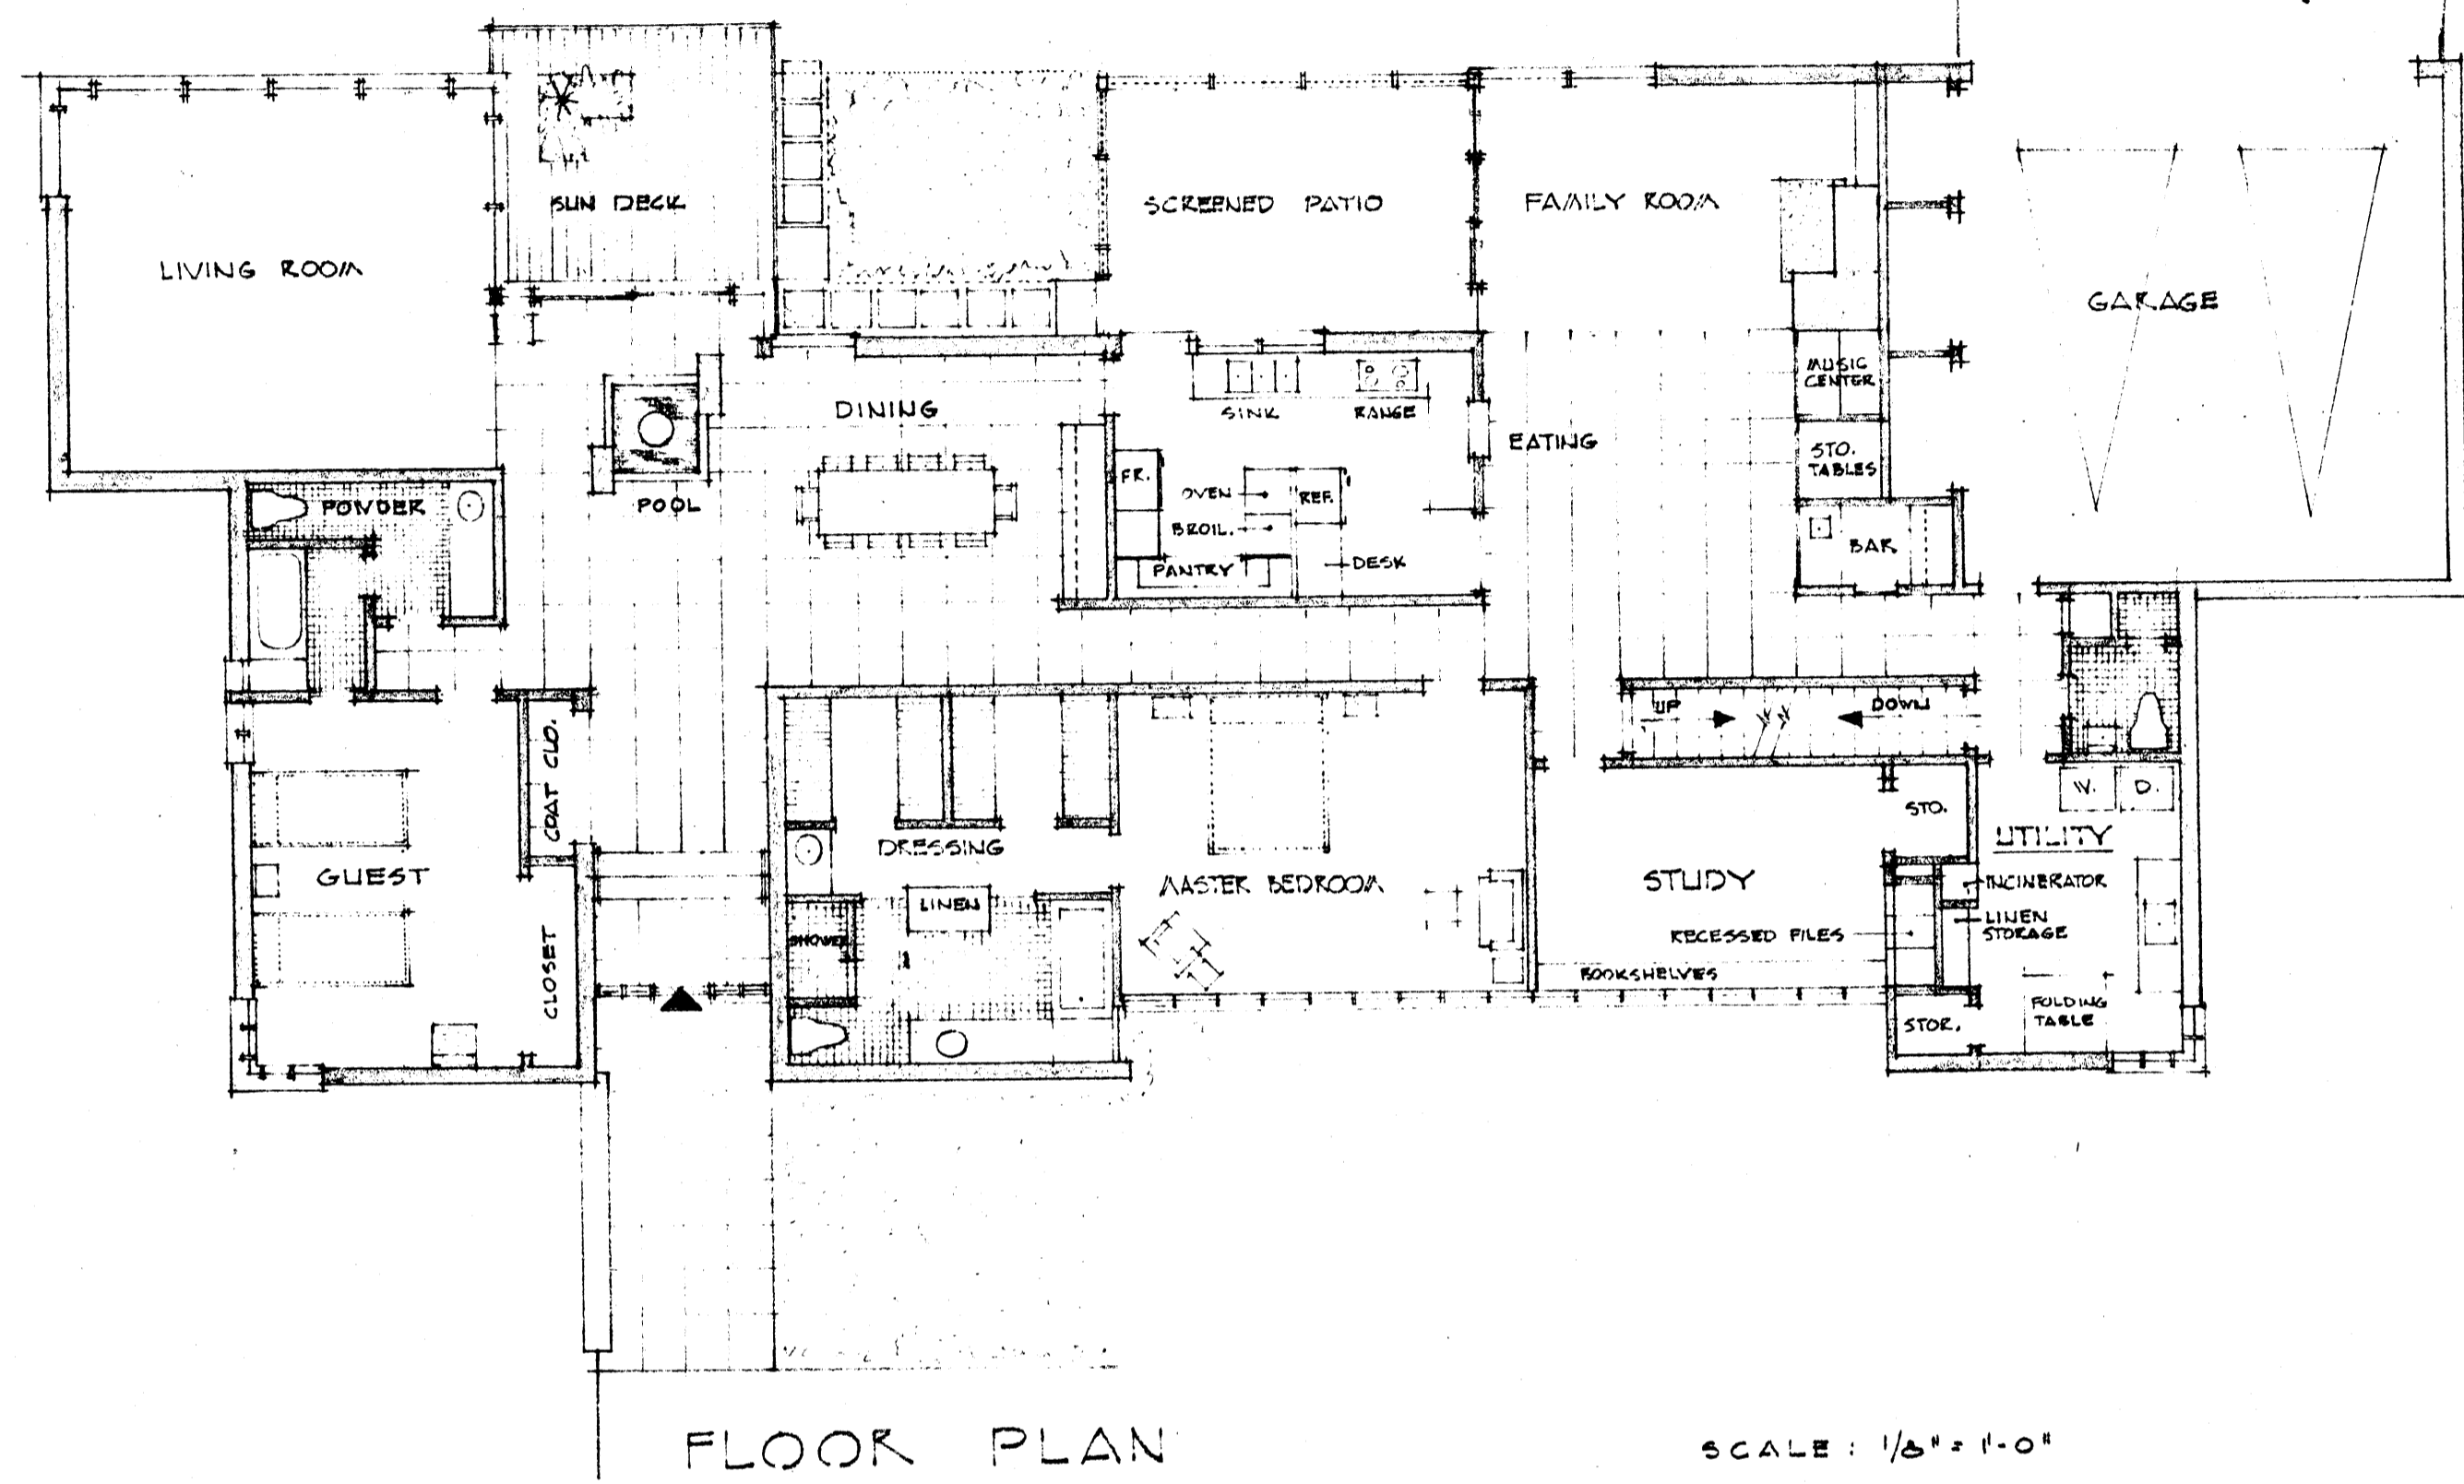 SUN DECK
SCREENED PATIO
FAMILY ROOM
LIVING ROOM
GARAGE
MUSIC
CENTER
DINING
SINK
RANGE
EATING
STO.
TABLES
FR.
OVEN
REF.
BROIL.
POWDER
POOL
BAR
PANTRY
DESK
UP
DOWN
COAT CLO.
W.
D.
STO.
UTILITY
DRESSING
GUEST
MASTER BEDROOM
STUDY
INCINERATOR
LINEN
LINEN
STORAGE
SHOWER
RECESSED FILES
CLOSET
BOOKSHELVES
FOLDING
TABLE
STOR.
FLOOR PLAN
SCALE: 1/8" = 1'-0"